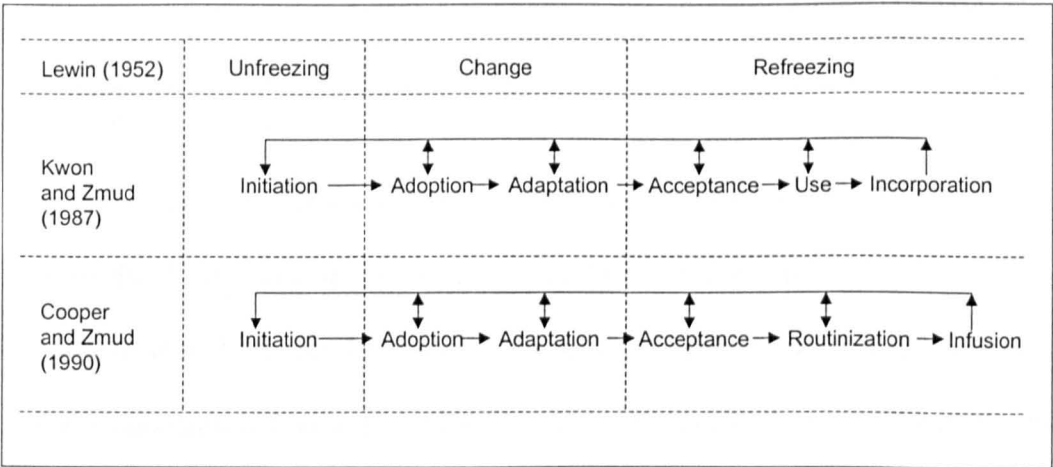 Lewin (1952) Unfreezing Change Refreezing
Kwon
and Zmud
(1987)
Initiation Adoption Adaptation Acceptance Use Incorporation
Cooper
and Zmud
(1990)
Initiation Adoption Adaptation Acceptance Routinization Infusion